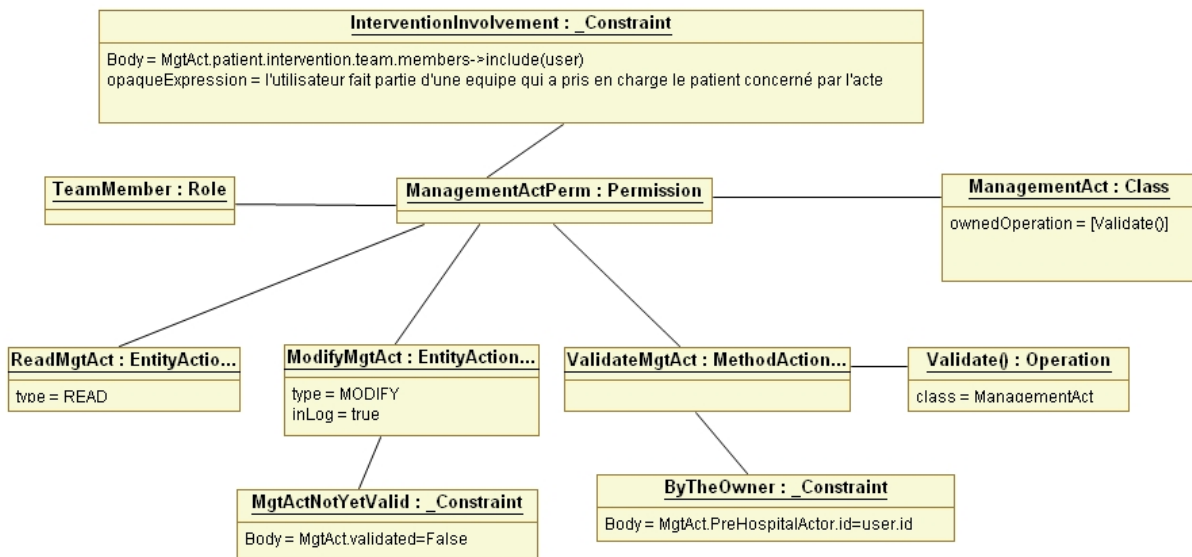 InterventionInvolvement : _Constraint
Body = MgtAct.patient.intervention.team.members->include(user)
opaqueExpression = l'utilisateur fait partie d'une equipe qui a pris en charge le patient concerné par l'acte
TeamMember : Role
ManagementActPerm : Permission
ManagementAct : Class
ownedOperation = [Validate()]
ReadMgtAct : EntityActio...
type = READ
ModifyMgtAct : EntityAction...
type = MODIFY
inLog = true
ValidateMgtAct : MethodAction...
Validate() : Operation
class = ManagementAct
MgtActNotYetValid : _Constraint
Body = MgtAct.validated=False
ByTheOwner : _Constraint
Body = MgtAct.PreHospitalActor.id=user.id